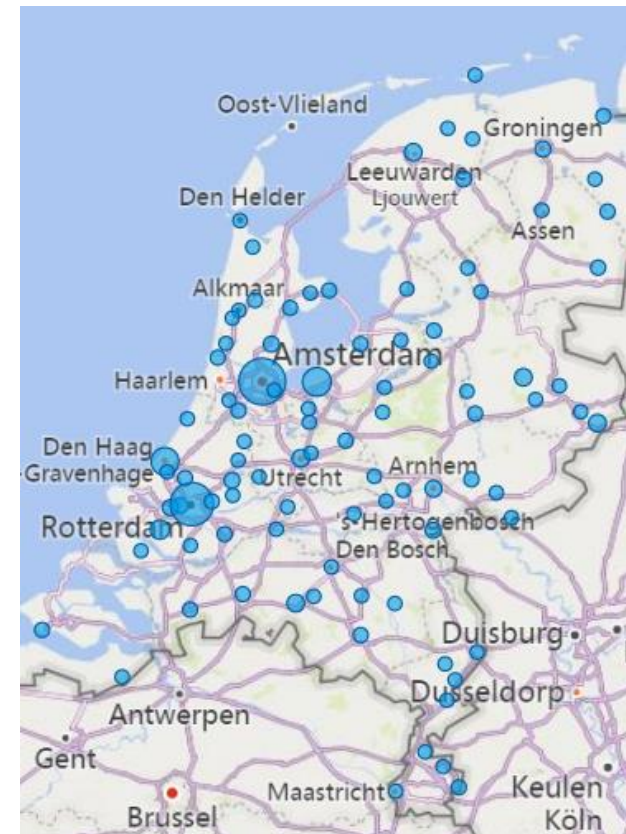 Oost-Vlieland
Groningen
Leeuwarden
Ljouwert
Den Helder
Assen
Alkmaar
Amsterdam
Haarlem
Den Haag
-Gravenhage
Arnhem
Utrecht
Rotterdam
's-Hertogenbosch
Den Bosch
Duisburg
Dusseldorp
Antwerpen
Gent
Maastricht
Keulen
Köln
Brussel